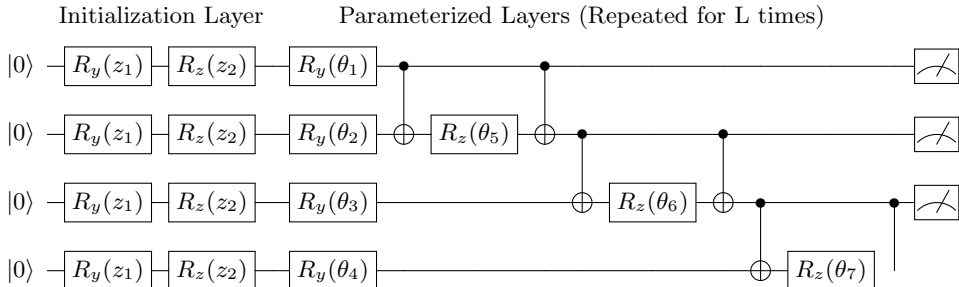 Initialization Layer Parameterized Layers (Repeated for L times)
|0⟩ R_y(z_1) R_z(z_2) R_y(θ_1)
|0⟩ R_y(z_1) R_z(z_2) R_y(θ_2) R_z(θ_5)
|0⟩ R_y(z_1) R_z(z_2) R_y(θ_3) R_z(θ_6)
|0⟩ R_y(z_1) R_z(z_2) R_y(θ_4) R_z(θ_7)